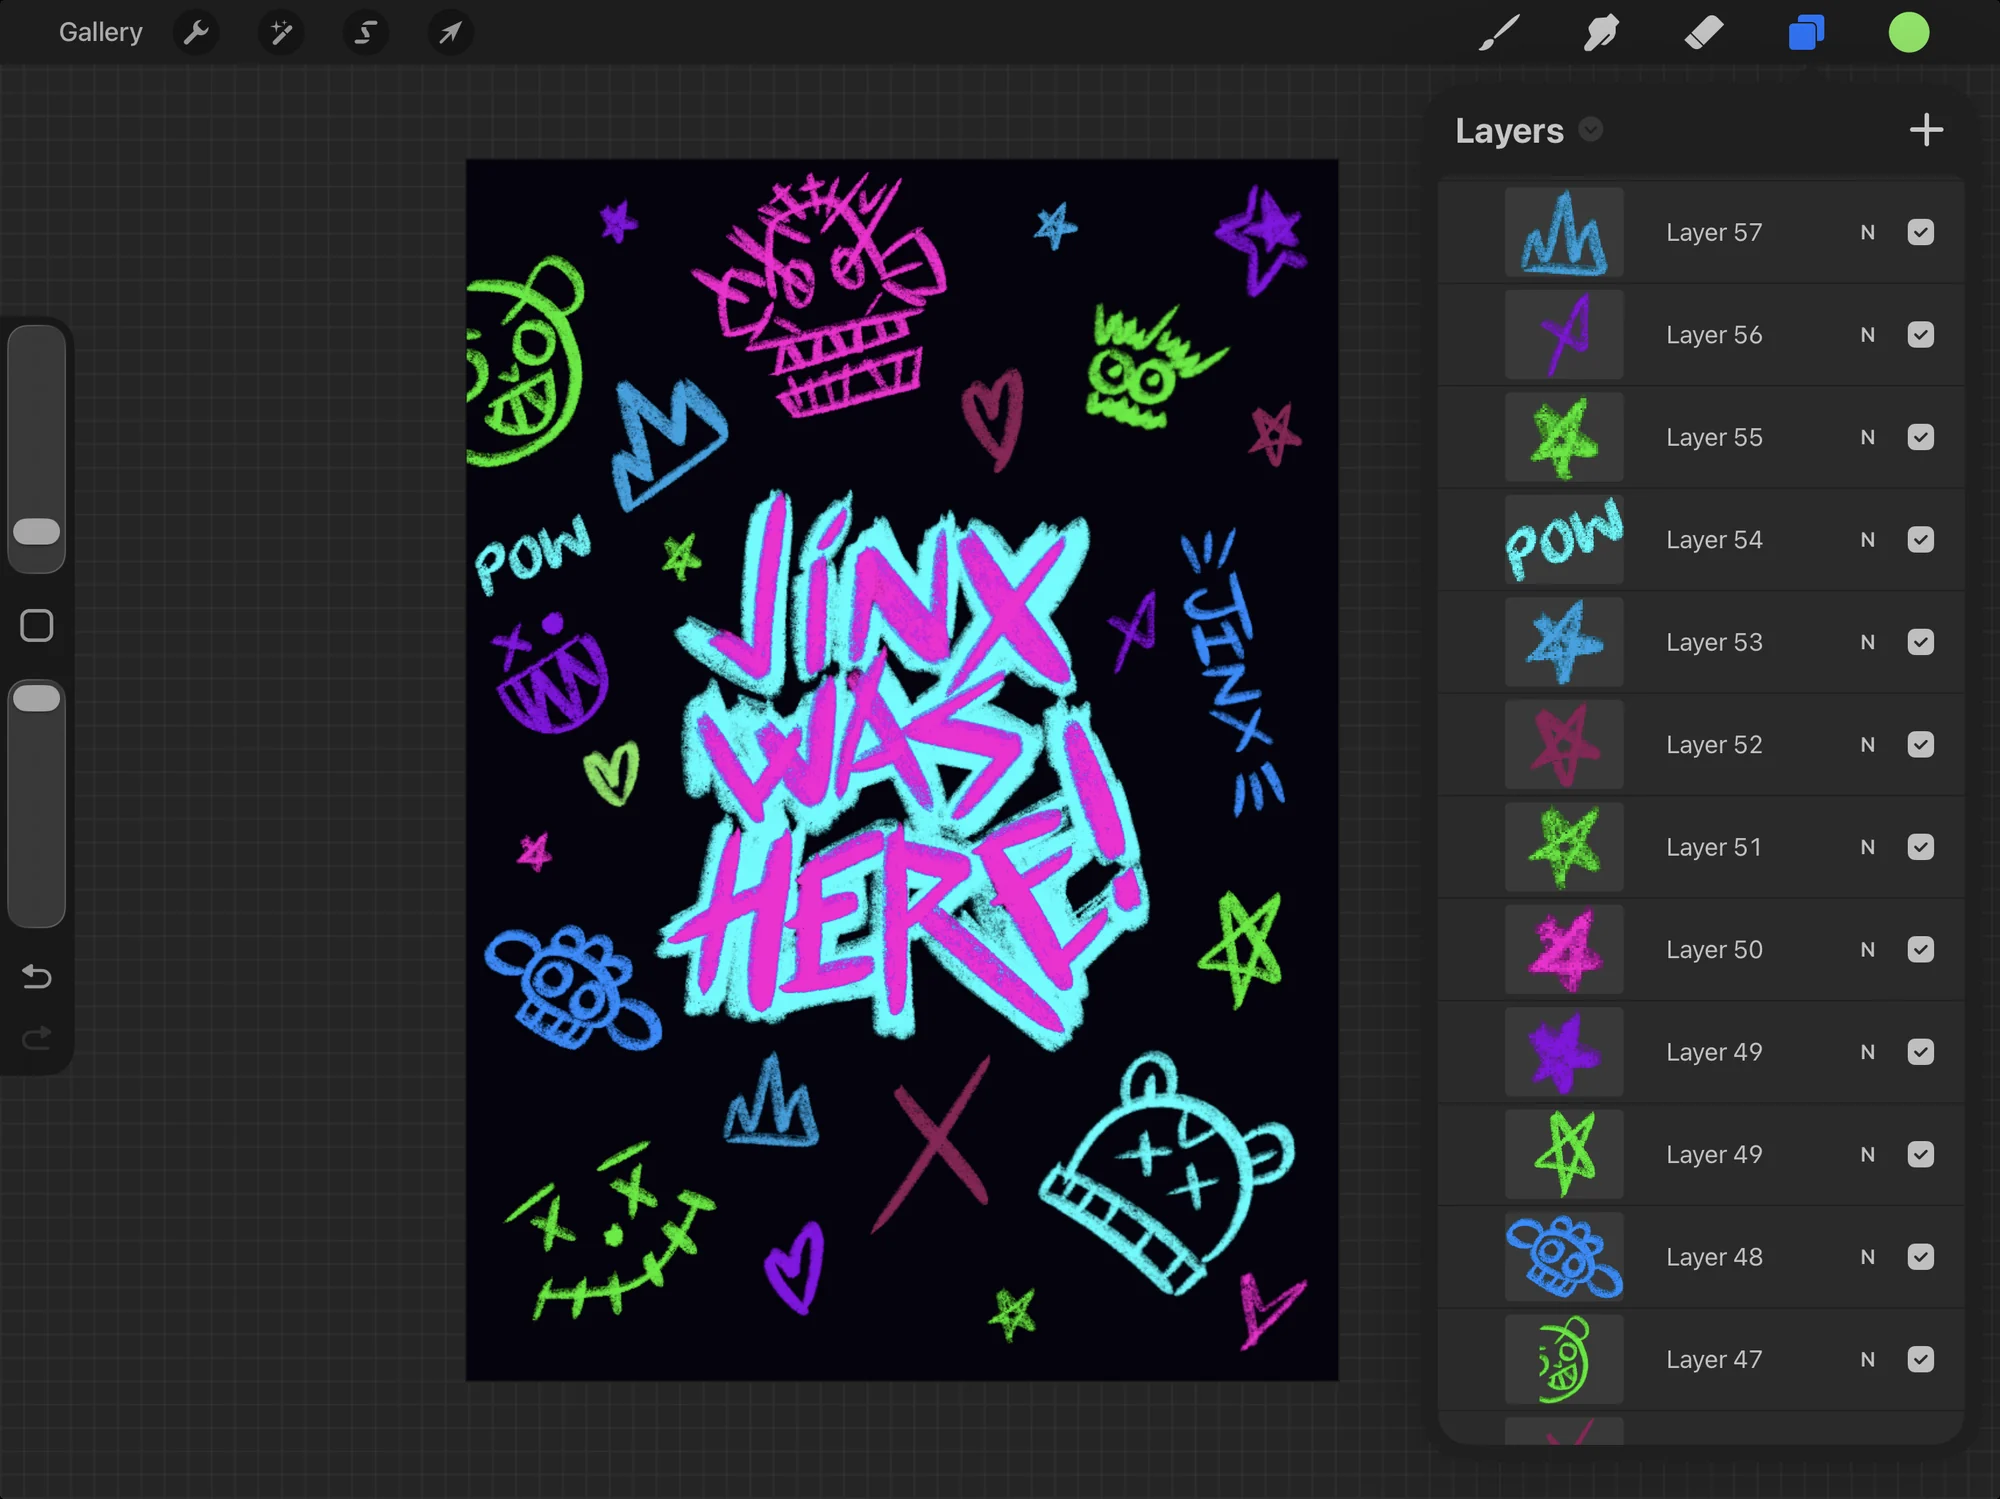 Gallery
Layers
POW
JiNX
WAS
HERE!
JINX
Layer 57 N
Layer 56 N
Layer 55 N
POW Layer 54 N
Layer 53 N
Layer 52 N
Layer 51 N
Layer 50 N
Layer 49 N
Layer 49 N
Layer 48 N
Layer 47 N